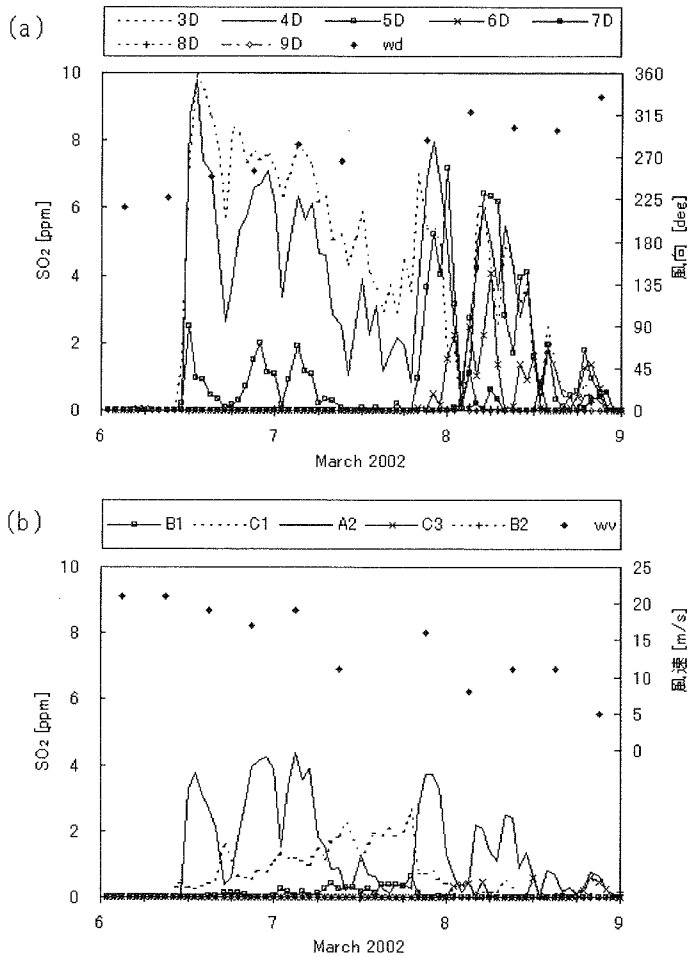 (a)
3D 4D 5D 6D 7D
8D 9D wd
10
8
6
4
2
0
SO2 [ppm]
360
315
270
225
180
135
90
45
0
風向 [deg]
6 7 8 9
March 2002
(b)
B1 C1 A2 C3 B2 wv
10
8
6
4
2
0
SO2 [ppm]
25
20
15
10
5
0
風速 [m/s]
6 7 8 9
March 2002